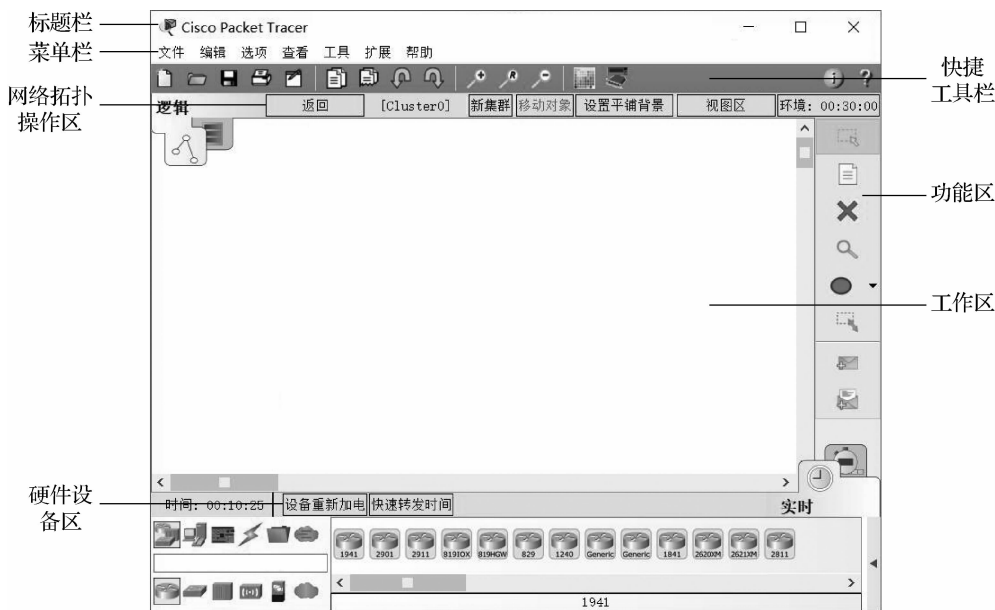 标题栏
Cisco Packet Tracer
菜单栏
文件 编辑 选项 查看 工具 扩展 帮助
快捷
工具栏
网络拓扑
操作区
逻辑 返回 [Cluster0] 新集群 移动对象 设置平铺背景 视图区 环境: 00:30:00
功能区
工作区
硬件设
备区
时间: 00:10:25 设备重新加电 快速转发时间 实时
1941 2901 2911 819IOX 819HGW 829 1240 Generic Generic 1841 2620XM 2621XM 2811
1941